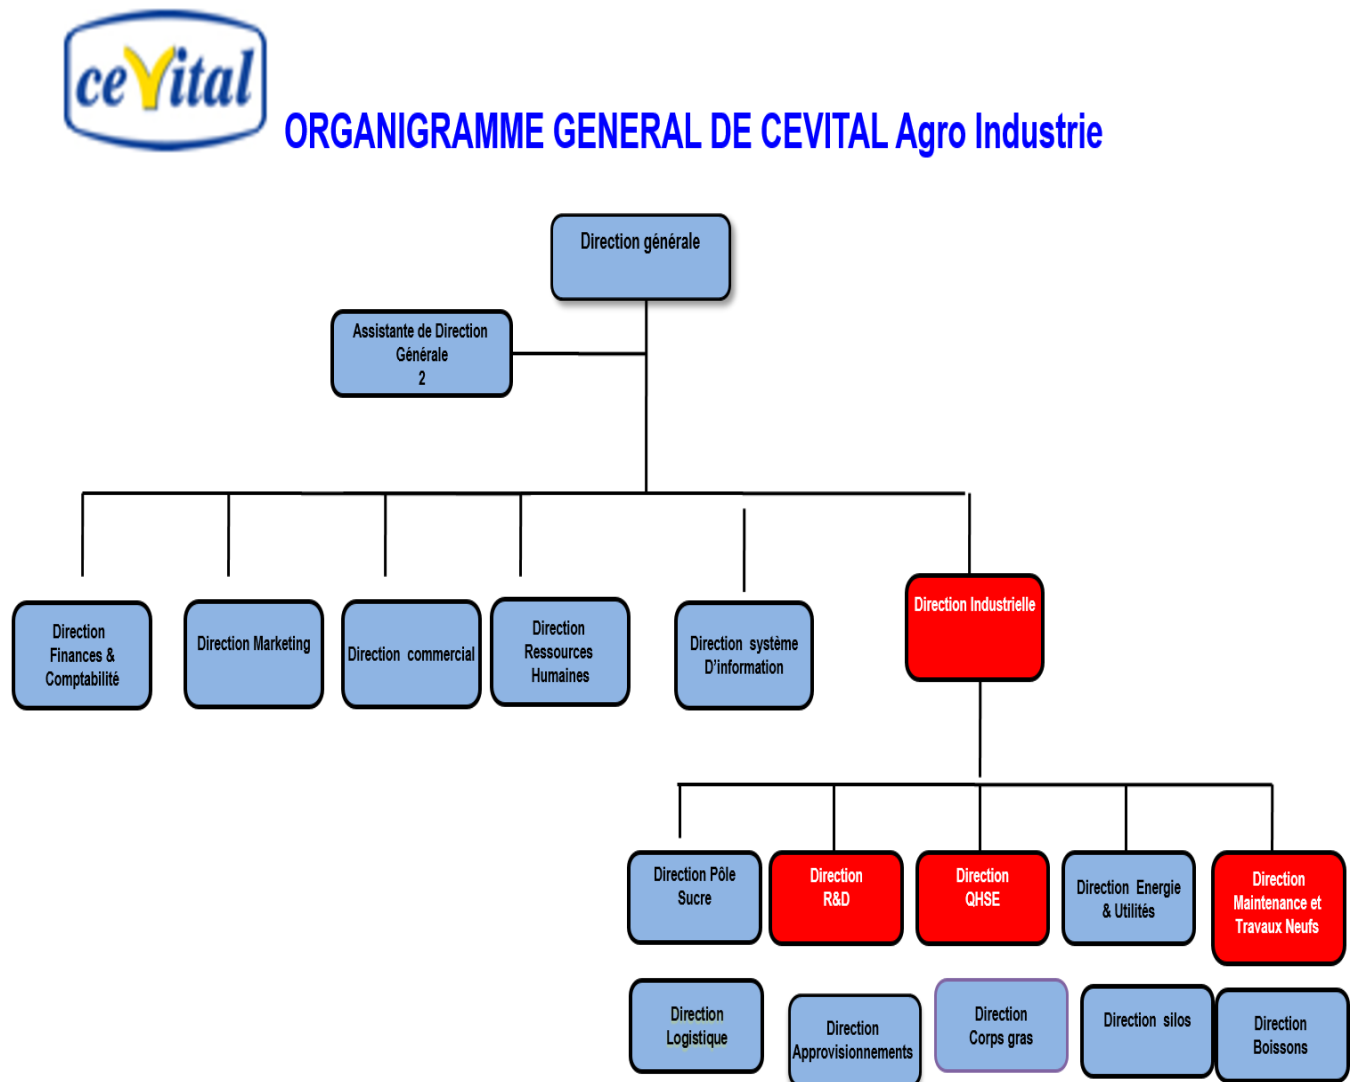 ceVital
ORGANIGRAMME GENERAL DE CEVITAL Agro Industrie
Direction générale
Assistante de Direction
Générale
2
Direction
Finances &
Comptabilité
Direction Marketing
Direction commercial
Direction
Ressources
Humaines
Direction système
D'information
Direction Industrielle
Direction Pôle
Sucre
Direction
R&D
Direction
QHSE
Direction Energie
& Utilités
Direction
Maintenance et
Travaux Neufs
Direction
Logistique
Direction
Approvisionnements
Direction
Corps gras
Direction silos
Direction
Boissons